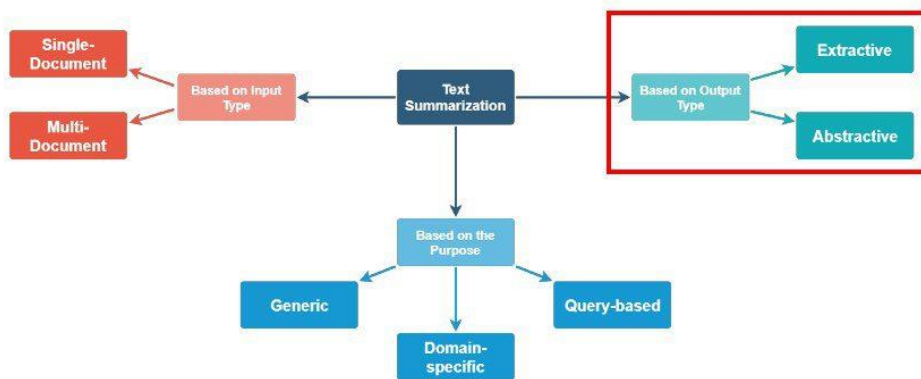 Single-
Document
Multi-
Document
Based on Input
Type
Text
Summarization
Based on Output
Type
Extractive
Abstractive
Based on the
Purpose
Generic
Domain-
specific
Query-based